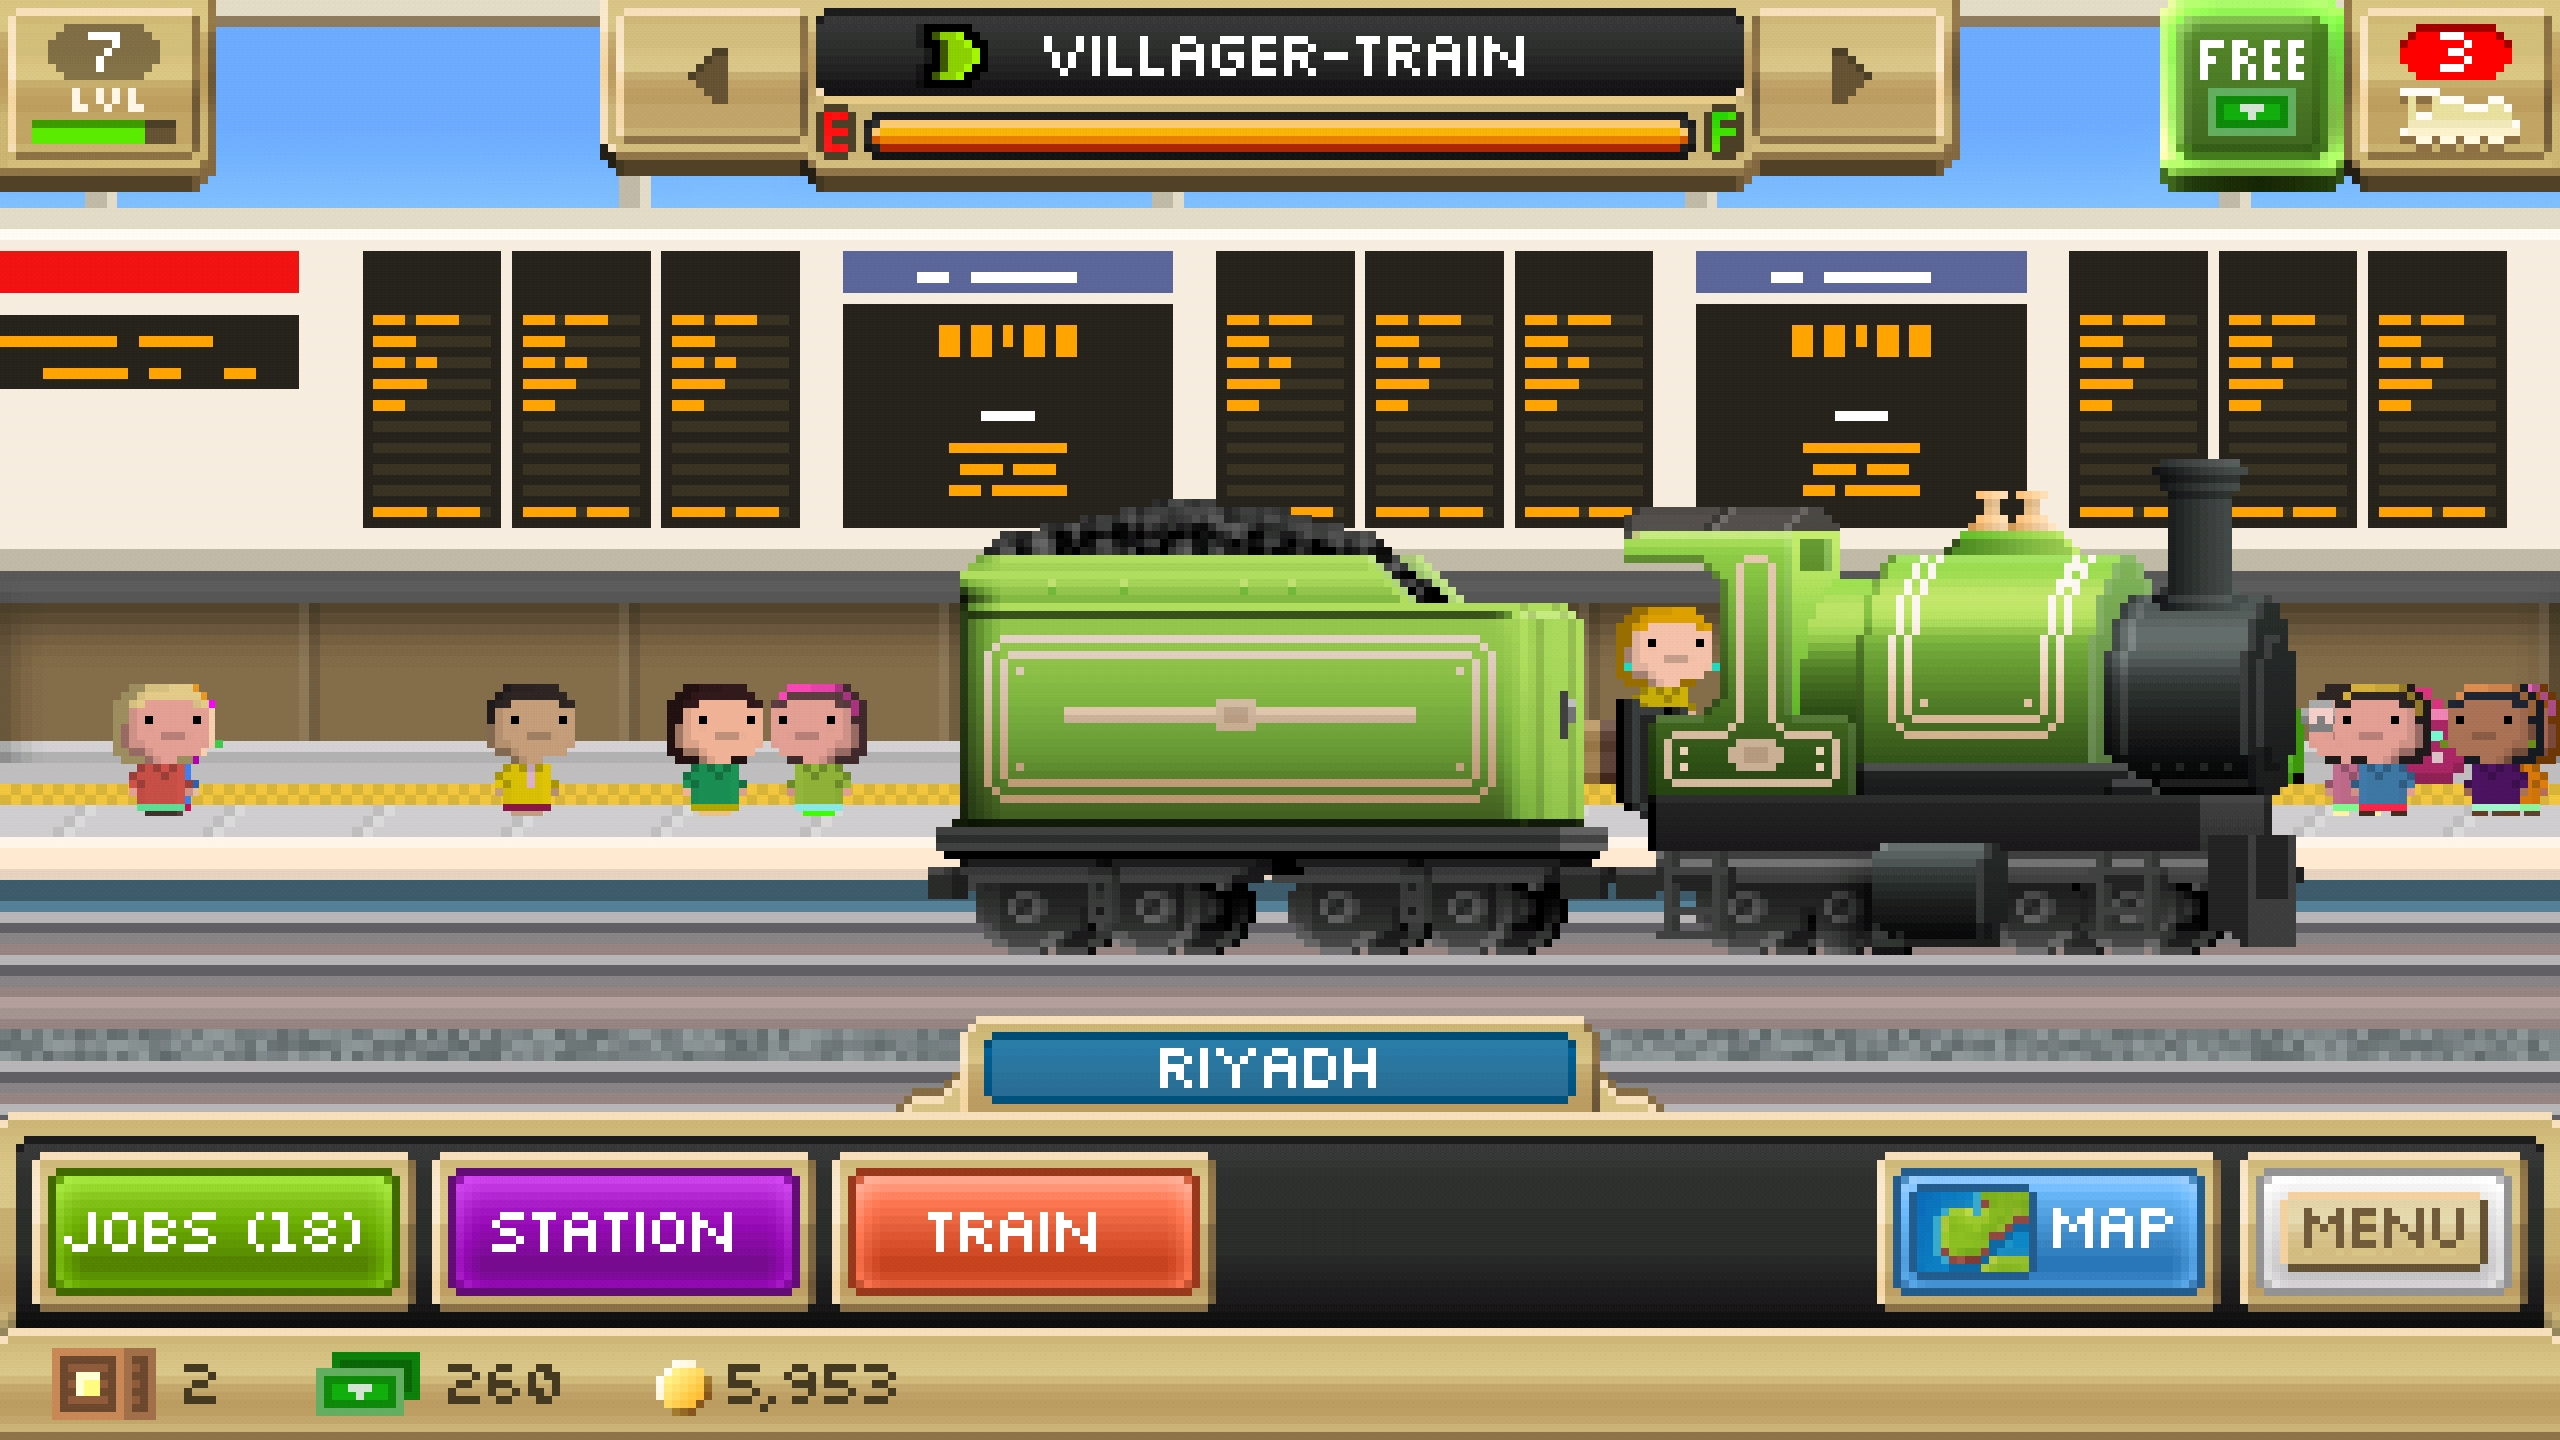 7
LVL
VILLAGER-TRAIN
E
F
FREE
3
RIYADH
JOBS (18)
STATION
TRAIN
MAP
MENU
2
260
5,953